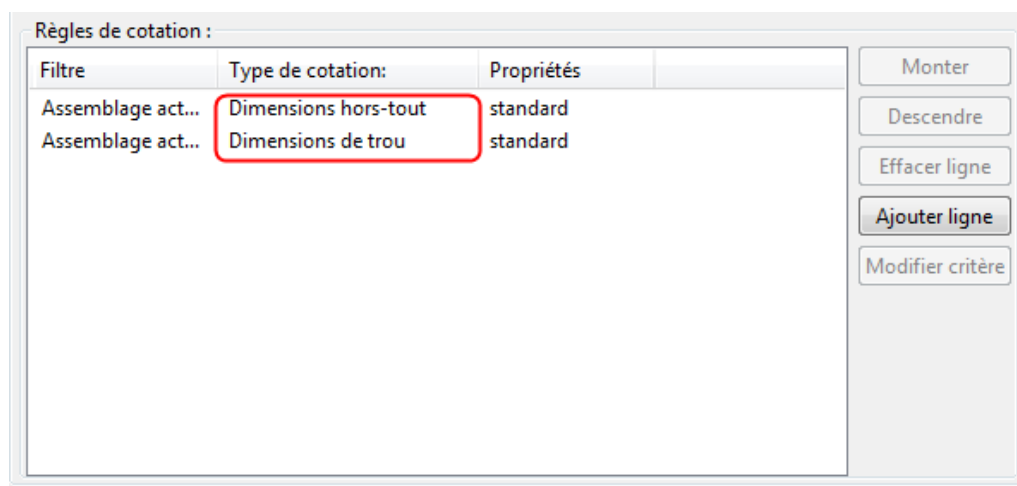 Règles de cotation :
Filtre Type de cotation: Propriétés
Assemblage act... Dimensions hors-tout standard
Assemblage act... Dimensions de trou standard
Monter
Descendre
Effacer ligne
Ajouter ligne
Modifier critère